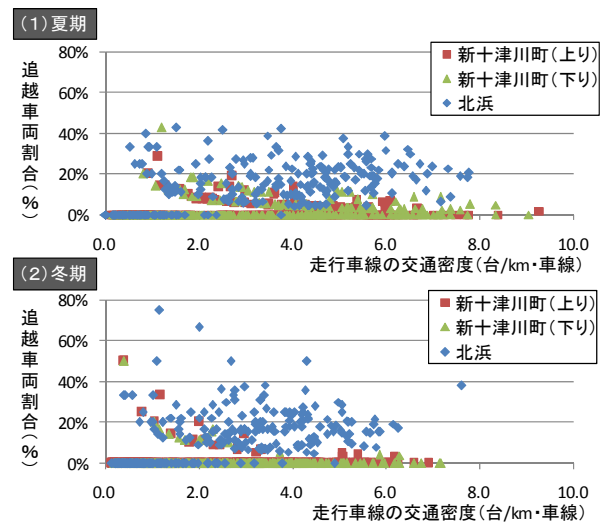 (1)夏期
追越車両割合(%)
80%
60%
40%
20%
0%
0.0 2.0 4.0 6.0 8.0 10.0
走行車線の交通密度(台/km・車線)
新十津川町(上り)
新十津川町(下り)
北浜
(2)冬期
追越車両割合(%)
80%
60%
40%
20%
0%
0.0 2.0 4.0 6.0 8.0 10.0
走行車線の交通密度(台/km・車線)
新十津川町(上り)
新十津川町(下り)
北浜